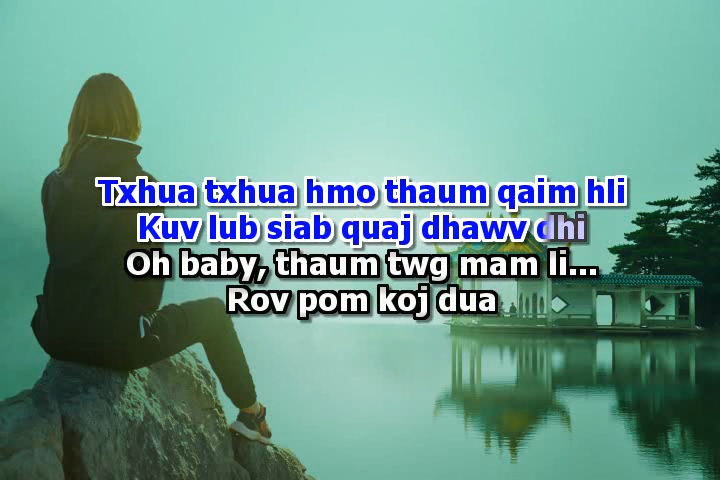 Txhua txhua hmo thaum qaim hli
Kuv lub siab quaj dhawv dhi
Oh baby, thaum twg mam li...
Rov pom koj dua